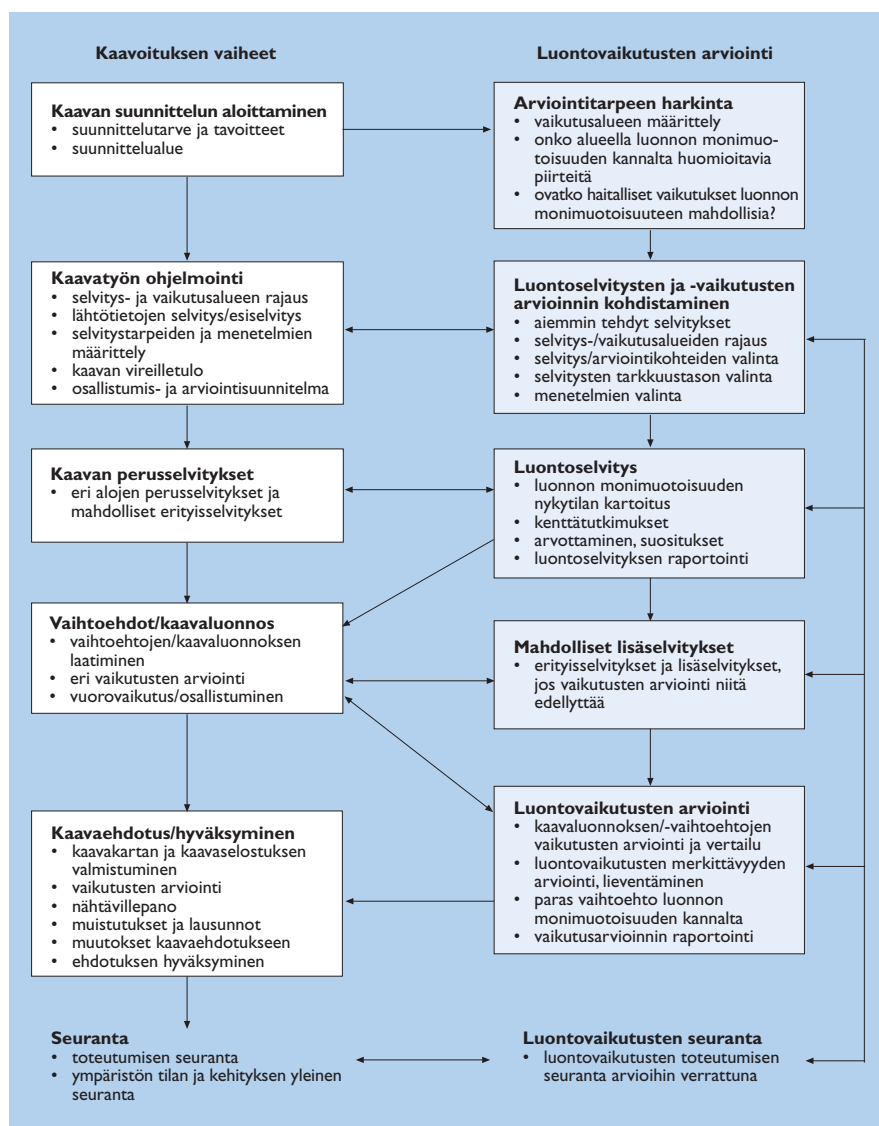 Kaavoituksen vaiheet
Kaavan suunnittelun aloittaminen
• suunnittelutarve ja tavoitteet
• suunnittelualue
Kaavatyön ohjelmointi
• selvitys- ja vaikutusalueen rajaus
• lähtötietojen selvitys/esiselvitys
• selvitystarpeiden ja menetelmien
määrittely
• kaavan vireilletulo
• osallistumis- ja arviointisuunnitelma
Kaavan perusselvitykset
• eri alojen perusselvitykset ja
mahdolliset erityisselvitykset
Vaihtoehdot/kaavaluonnos
• vaihtoehtojen/kaavaluonnoksen
laatiminen
• eri vaikutusten arviointi
• vuorovaikutus/osallistuminen
Kaavaehdotus/hyväksyminen
• kaavakartan ja kaavaselostuksen
valmistuminen
• vaikutusten arviointi
• nähtävillepano
• muistutukset ja lausunnot
• muutokset kaavaehdotukseen
• ehdotuksen hyväksyminen
Seuranta
• toteutumisen seuranta
• ympäristön tilan ja kehityksen yleinen
seuranta
Luontovaikutusten arviointi
Arviointitarpeen harkinta
• vaikutusalueen määrittely
• onko alueella luonnon monimuo-
toisuuden kannalta huomioitavia
piirteitä
• ovatko haitalliset vaikutukset luonnon
monimuotoisuuteen mahdollisia?
Luontoselvitysten ja -vaikutusten
arvioinnin kohdistaminen
• aiemmin tehdyt selvitykset
• selvitys-/vaikutusalueiden rajaus
• selvitys/arviointikohteiden valinta
• selvitysten tarkkuustason valinta
• menetelmien valinta
Luontoselvitys
• luonnon monimuotoisuuden
nykytilan kartoitus
• kenttätutkimukset
• arvottaminen, suositukset
• luontoselvityksen raportointi
Mahdolliset lisäselvitykset
• erityisselvitykset ja lisäselvitykset,
jos vaikutusten arviointi niitä
edellyttää
Luontovaikutusten arviointi
• kaavaluonnoksen/-vaihtoehtojen
vaikutusten arviointi ja vertailu
• luontovaikutusten merkittävyyden
arviointi, lieventäminen
• paras vaihtoehto luonnon
monimuotoisuuden kannalta
• vaikutusarvioinnin raportointi
Luontovaikutusten seuranta
• luontovaikutusten toteutumisen
seuranta arvioihin verrattuna